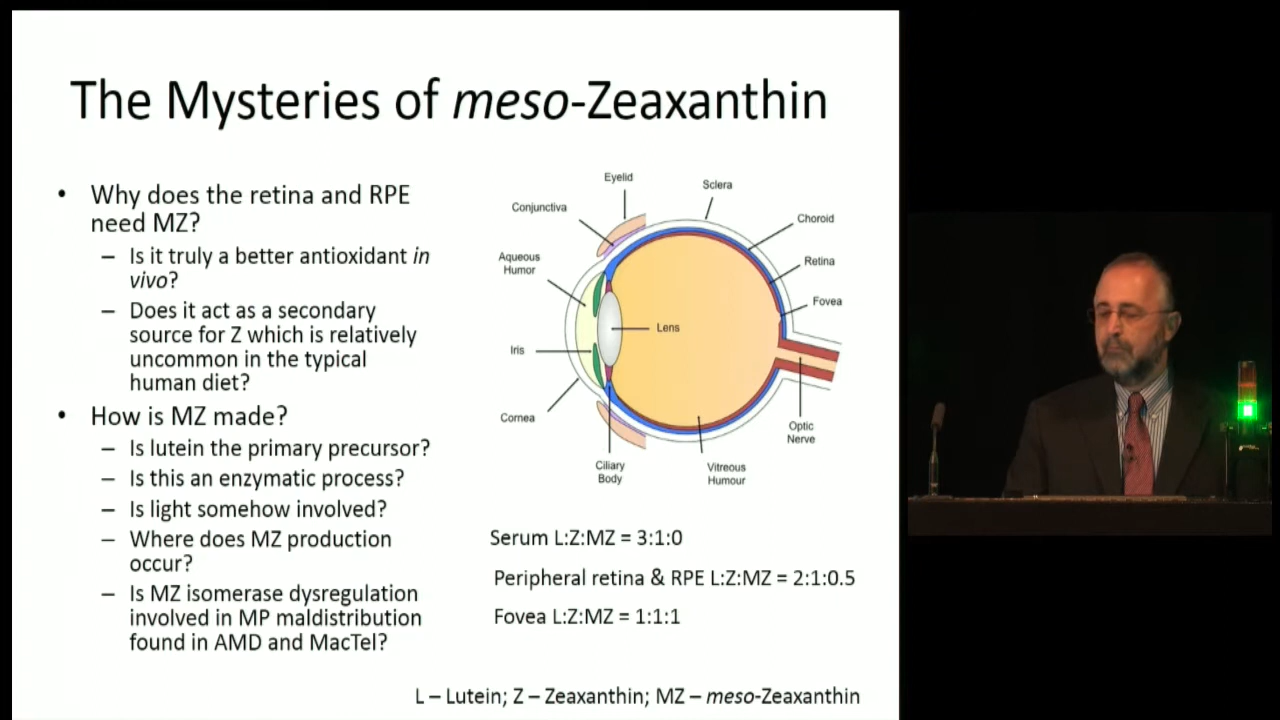 The Mysteries of meso-Zeaxanthin
• Why does the retina and RPE
need MZ?
– Is it truly a better antioxidant in
vivo?
– Does it act as a secondary
source for Z which is relatively
uncommon in the typical
human diet?
• How is MZ made?
– Is lutein the primary precursor?
– Is this an enzymatic process?
– Is light somehow involved?
– Where does MZ production
occur?
– Is MZ isomerase dysregulation
involved in MP maldistribution
found in AMD and MacTel?
Eyelid
Sclera
Conjunctiva
Choroid
Aqueous
Humor
Retina
Fovea
Lens
Iris
Cornea
Optic
Nerve
Ciliary
Body
Vitreous
Humour
Serum L:Z:MZ = 3:1:0
Peripheral retina & RPE L:Z:MZ = 2:1:0.5
Fovea L:Z:MZ = 1:1:1
L – Lutein; Z – Zeaxanthin; MZ – meso-Zeaxanthin